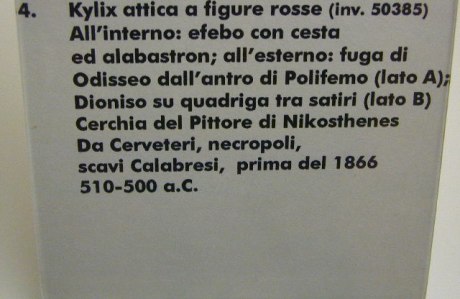 4. Kylix attica a figure rosse (inv. 50385)
All'interno: efebo con cesta
ed alabastron; all'esterno: fuga di
Odisseo dall'antro di Polifemo (lato A);
Dioniso su quadriga tra satiri (lato B)
Cerchia del Pittore di Nikosthenes
Da Cerveteri, necropoli,
scavi Calabresi, prima del 1866
510-500 a.C.